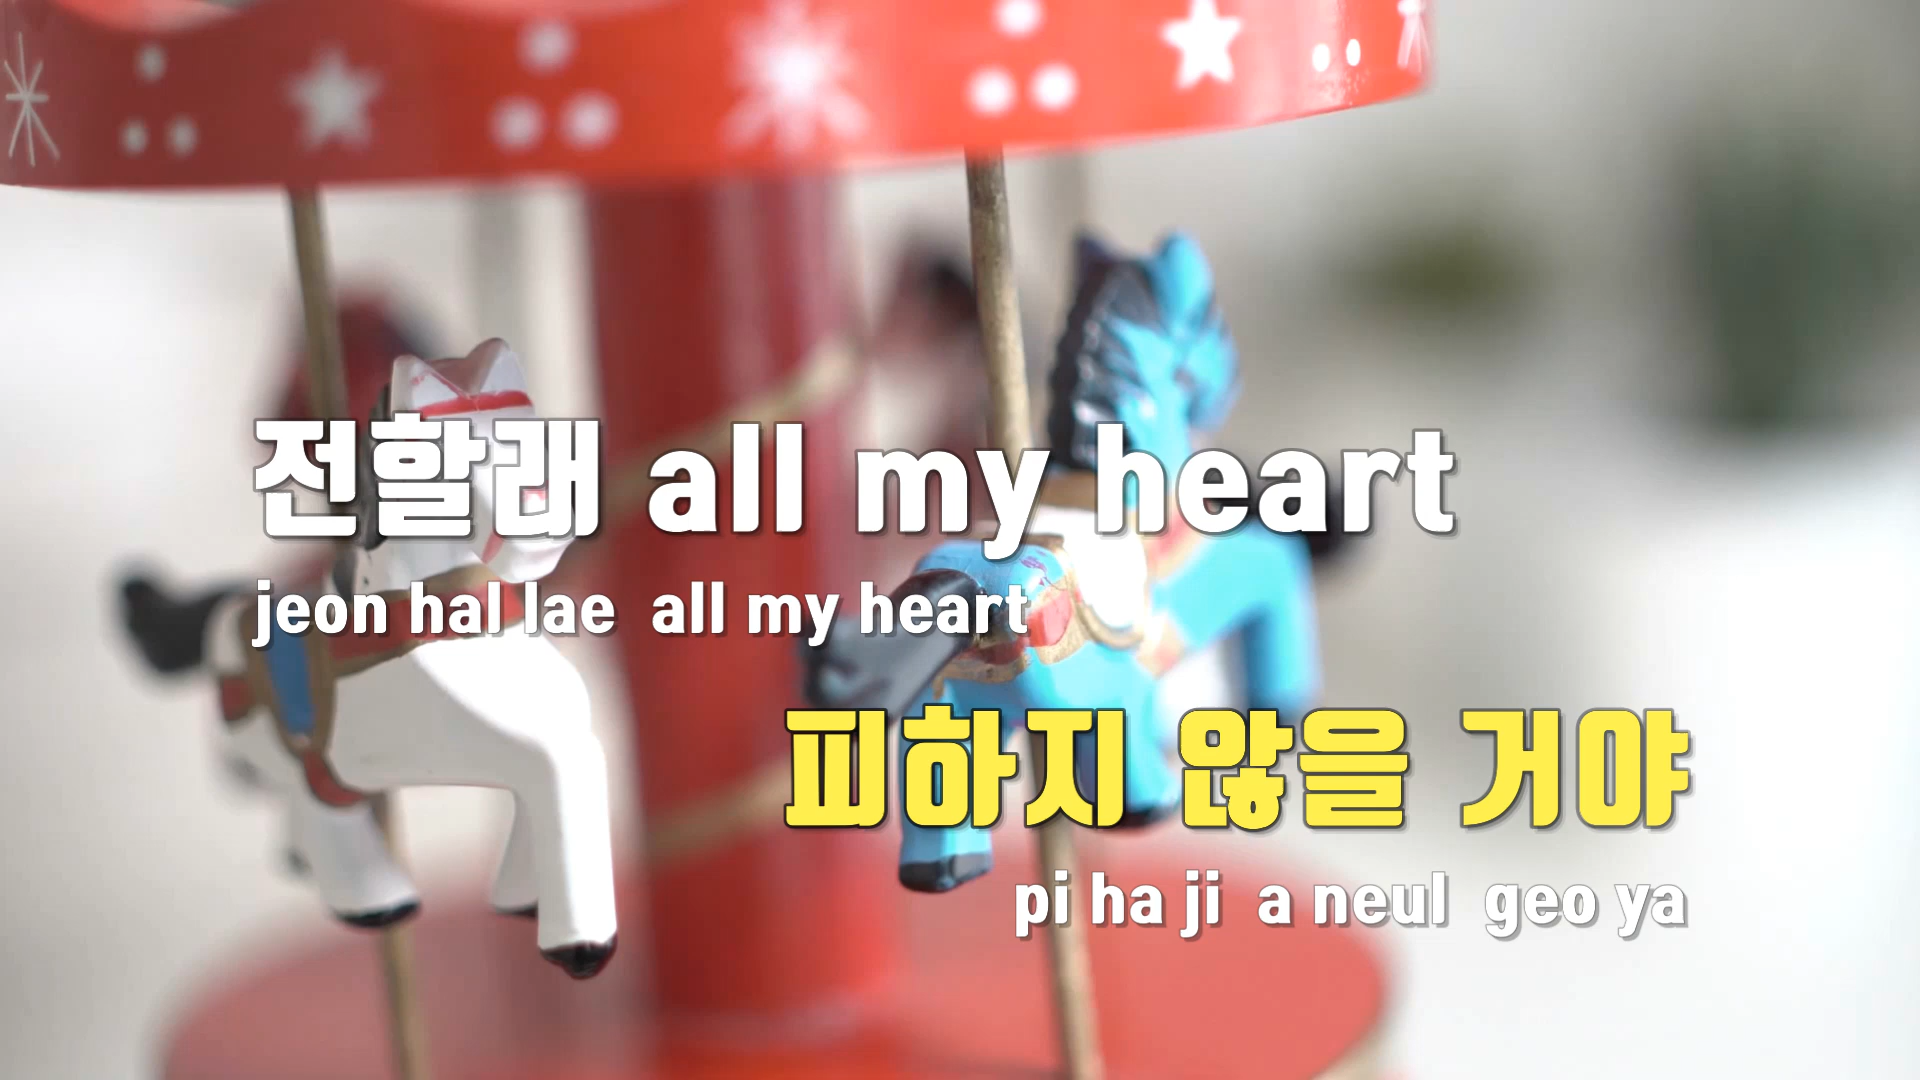 전할래 all my heart
jeon hal lae all my heart
피하지 않을 거야
pi ha ji a neul geo ya